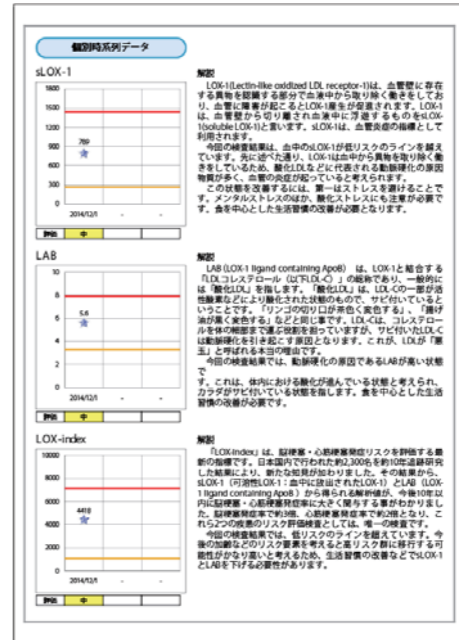 個別時系列データ
sLOX-1
1800
1500
1200
900
600
300
0
789
2014/12/1 - -
評価 中
解説
LOX-1(Lectin-like oxidized LDL receptor-1)は、血管壁に存在
する異物を認識する部分で血液中から取り除く働きをしてお
り、血管に障害が起こるとLOX-1産生が促進されます。LOX-1
は、血管壁から切り離され血液中に浮遊するものをsLOX-
1(soluble LOX-1)と言います。sLOX-1は、血管炎症の指標として
利用されます。
今回の検査結果は、血中のsLOX-1が低リスクのラインを越え
ています。先に述べた通り、LOX-1は血中から異物を取り除く働
きをしているため、酸化LDLなどに代表される動脈硬化の原因
物質が多く、血管の炎症が起っていると考えられます。
この状態を改善するには、第一はストレスを避けることで
す。メンタルストレスのほか、酸化ストレスにも注意が必要で
す。食を中心とした生活習慣の改善が必要となります。
LAB
10
8
6
4
2
0
5.6
2014/12/1 - -
評価 中
解説
LAB (LOX-1 ligand containing ApoB) は、LOX-1と結合する
「LDLコレステロール（以下LDL-C）」の総称であり、一般的に
は「酸化LDL」を指します。「酸化LDL」は、LDL-Cの一部が活
性酸素などにより酸化された状態のもので、サビ付いていると
いうことです。「リンゴの切り口が茶色く変色する」、「揚げ
油が黒く変色する」などと同じ事です。LDL-Cは、コレステロー
ルを体の細部まで運ぶ役割を担っていますが、サビ付いたLDL-C
は動脈硬化を引き起こす原因となります。これが、LDLが「悪
玉」と呼ばれる本当の理由です。
今回の検査結果では、動脈硬化の原因であるLABが高い状態
で
す。これは、体内における酸化が進んでいる状態と考えられ、
カラダがサビ付いている状態を指します。食を中心とした生活
習慣の改善が必要です。
LOX-index
10000
8000
6000
4000
2000
0
4418
2014/12/1 - -
評価 中
解説
「LOX-index」は、脳梗塞・心筋梗塞発症リスクを評価する最
新の指標です。日本国内で行われた約2,300名を約10年追跡研究
した結果により、新たな知見が加わりました。その結果から、
sLOX-1（可溶性LOX-1：血中に放出されたLOX-1）とLAB（LOX-
1 ligand containing ApoB ）から得られる解析値が、今後10年以
内に脳梗塞・心筋梗塞発症率に大きく関与する事がわかりまし
た。脳梗塞発症率で約3倍、心筋梗塞発症率で約2倍となり、こ
れら2つの疾患のリスク評価検査としては、唯一の検査です。
今回の検査結果では、低リスクのラインを超えています。今
後の加齢などのリスク要素を考えると高リスク群に移行する可
能性がかなり高いと考えるため、生活習慣の改善などでsLOX-1
とLABを下げる必要性があります。